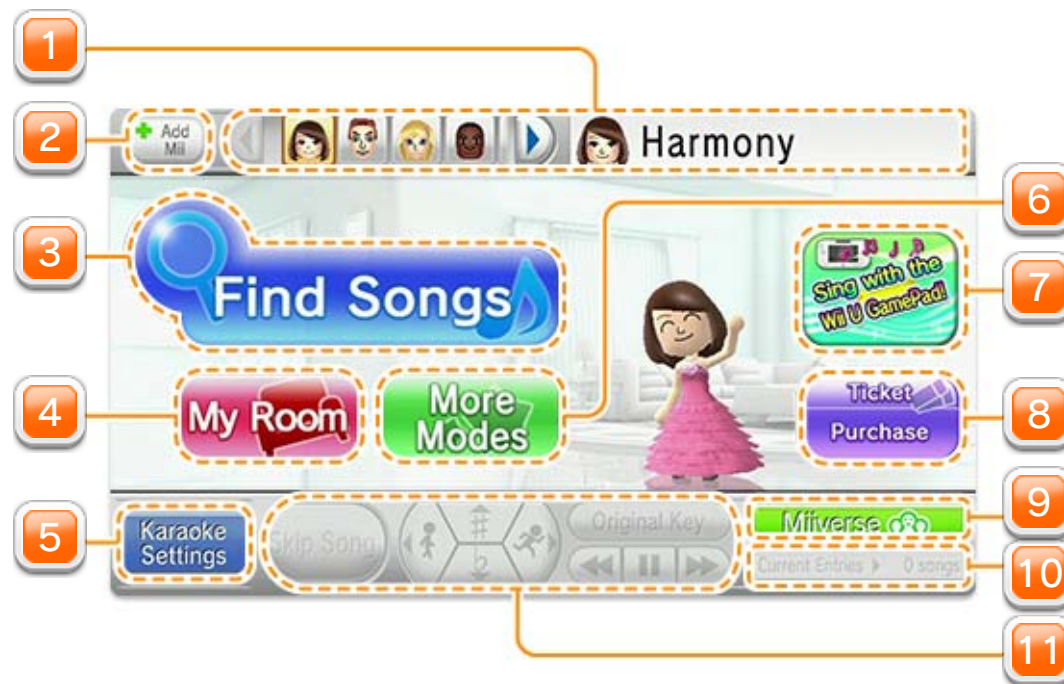 1
2
Add
Mii
Harmony
3
Find Songs
6
Sing with the
Wii U GamePad!
7
4
My Room
More
Modes
Ticket
Purchase
8
5
Karaoke
Settings
Skip Song
Original Key
Miiverse
9
Current Entries 0 songs
10
11